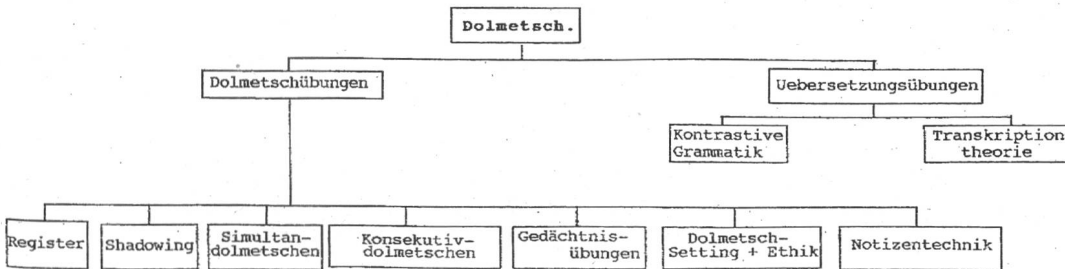 Dolmetsch.
Dolmetschübungen
Uebersetzungsübungen
Kontrastive
Grammatik
Transkription
theorie
Register
Shadowing
Simultan-
dolmetschen
Konsekutiv-
dolmetschen
Gedächtnis-
übungen
Dolmetsch-
Setting + Ethik
Notizentechnik